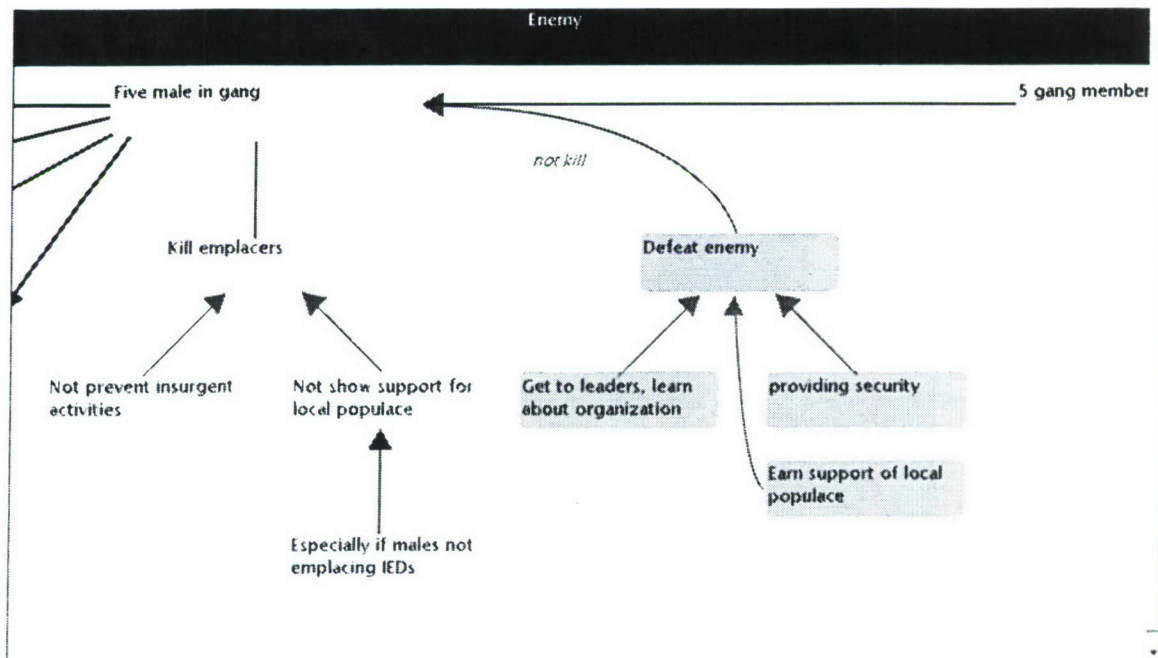 Enemy
Five male in gang
5 gang member
not kill
Kill emplacers
Defeat enemy
Not prevent insurgent
activities
Not show support for
local populace
Get to leaders, learn
about organization
providing security
Earn support of local
populace
Especially if males not
emplacing IEDs